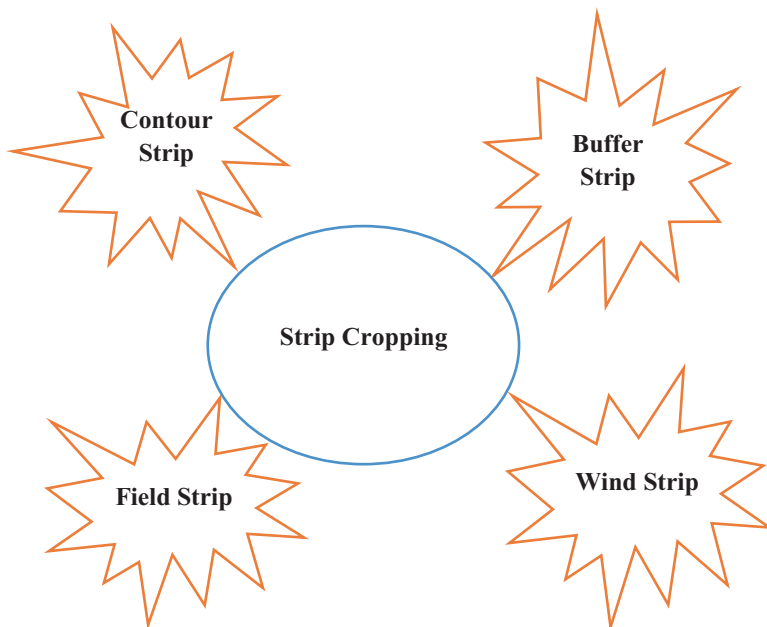 Contour
Strip
Buffer
Strip
Strip Cropping
Field Strip
Wind Strip